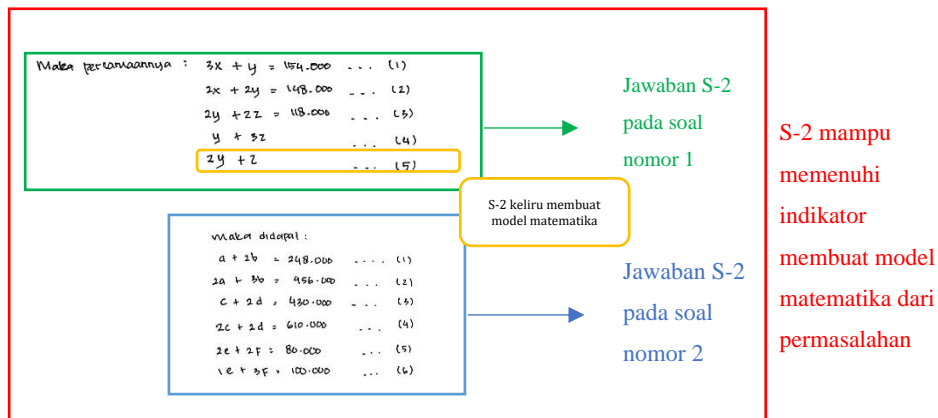 Maka persamaannya : 3x + y = 154.000 ... (1)
2x + 2y = 148.000 ... (2)
2y + 2z = 118.000 ... (3)
y + 3z ... (4)
2y + z ... (5)
Jawaban S-2
pada soal
nomor 1
S-2 keliru membuat
model matematika
maka didapat :
a + 2b = 248.000 .... (1)
2a + 3b = 456.000 ... (2)
c + 2d = 430.000 ... (3)
2c + 2d = 610.000 ... (4)
2e + 2F = 80.000 ... (5)
1e + 3F = 100.000 ... (6)
Jawaban S-2
pada soal
nomor 2
S-2 mampu
memenuhi
indikator
membuat model
matematika dari
permasalahan